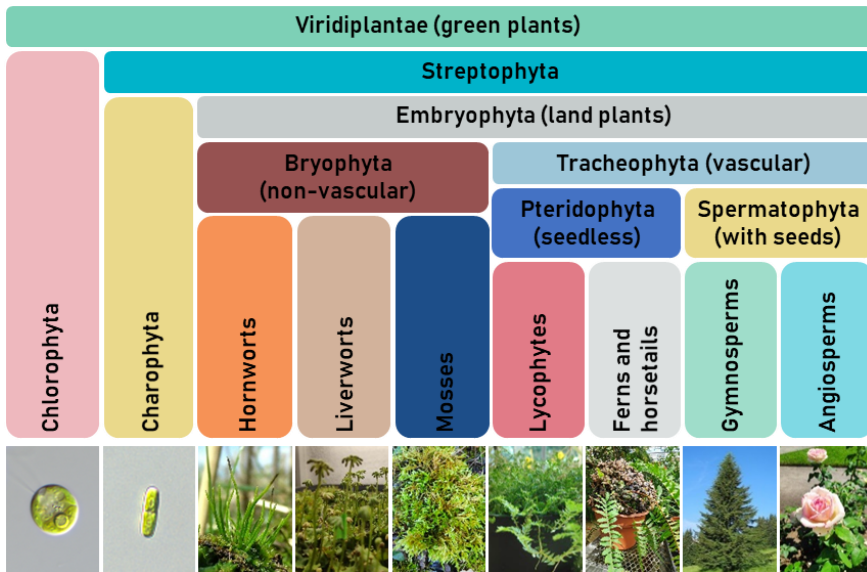 Viridiplantae (green plants)
Streptophyta
Embryophyta (land plants)
Bryophyta
(non-vascular)
Tracheophyta (vascular)
Pteridophyta
(seedless)
Spermatophyta
(with seeds)
Chlorophyta
Charophyta
Hornworts
Liverworts
Mosses
Lycophytes
Ferns and
horsetails
Gymnosperms
Angiosperms